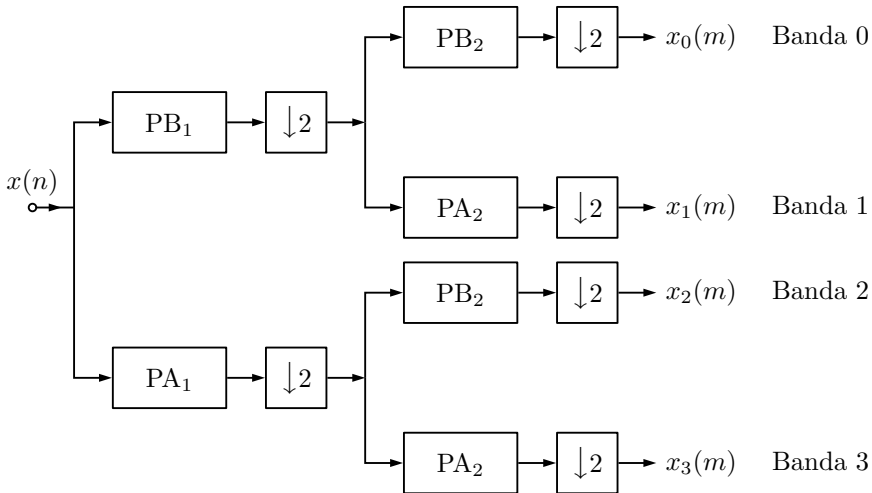 PB₂ ↓2 x₀(m) Banda 0
PB₁ ↓2
x(n)
PA₂ ↓2 x₁(m) Banda 1
PB₂ ↓2 x₂(m) Banda 2
PA₁ ↓2
PA₂ ↓2 x₃(m) Banda 3